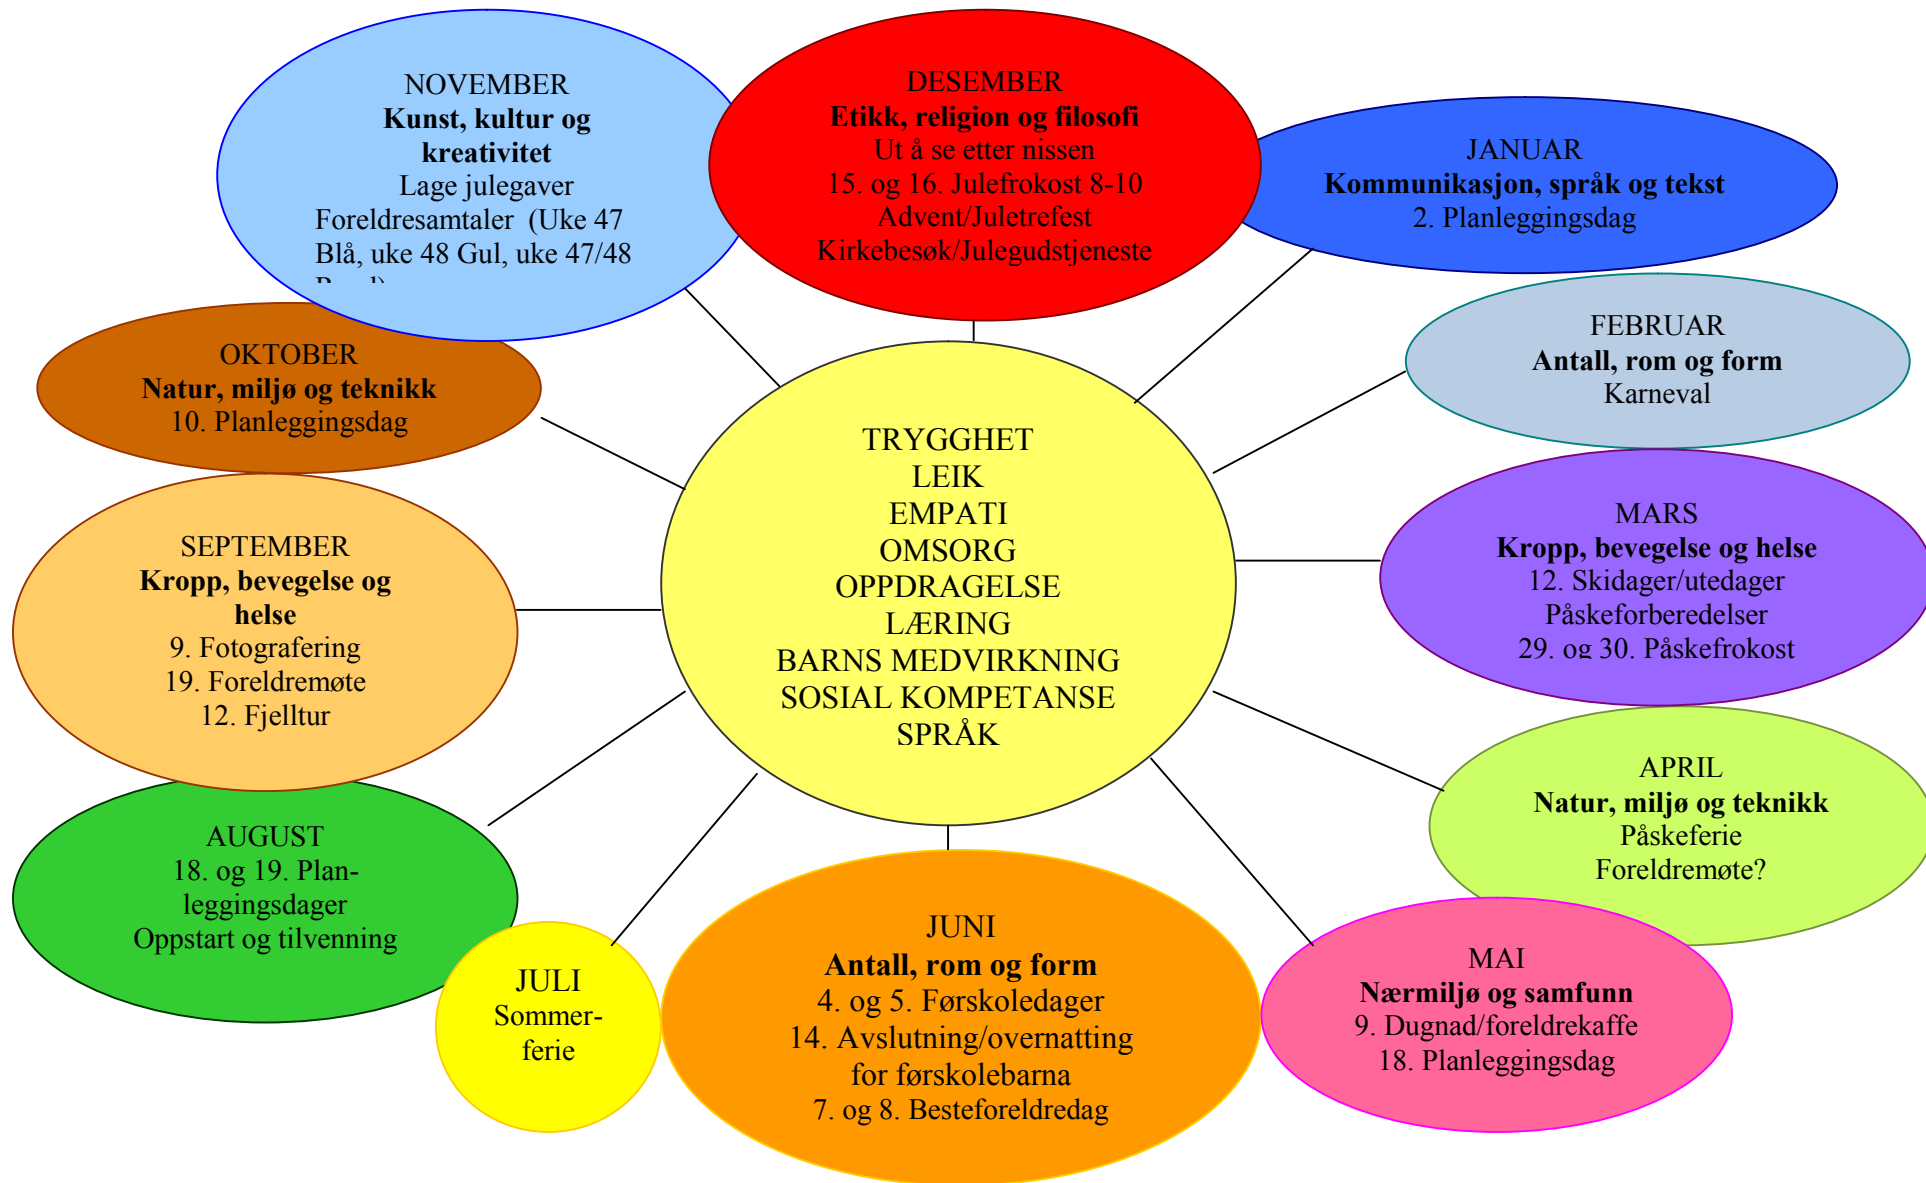 NOVEMBER
Kunst, kultur og
kreativitet
Lage julegaver
Foreldresamtaler (Uke 47
Blå, uke 48 Gul, uke 47/48
DESEMBER
Etikk, religion og filosofi
Ut å se etter nissen
15. og 16. Julefrokost 8-10
Advent/Juletrefest
Kirkebesøk/Julegudstjeneste
JANUAR
Kommunikasjon, språk og tekst
2. Planleggingsdag
FEBRUAR
Antall, rom og form
Karneval
MARS
Kropp, bevegelse og helse
12. Skidager/utedager
Påskeforberedelser
29. og 30. Påskefrokost
APRIL
Natur, miljø og teknikk
Påskeferie
Foreldremøte?
MAI
Nærmiljø og samfunn
9. Dugnad/foreldrekaffe
18. Planleggingsdag
JUNI
Antall, rom og form
4. og 5. Førskoledager
14. Avslutning/overnatting
for førskolebarna
7. og 8. Besteforeldredag
JULI
Sommer-
ferie
AUGUST
18. og 19. Plan-
leggingsdager
Oppstart og tilvenning
SEPTEMBER
Kropp, bevegelse og
helse
9. Fotografering
19. Foreldremøte
12. Fjelltur
OKTOBER
Natur, miljø og teknikk
10. Planleggingsdag
TRYGGHET
LEIK
EMPATI
OMSORG
OPPDRAGELSE
LÆRING
BARNS MEDVIRKNING
SOSIAL KOMPETANSE
SPRÅK